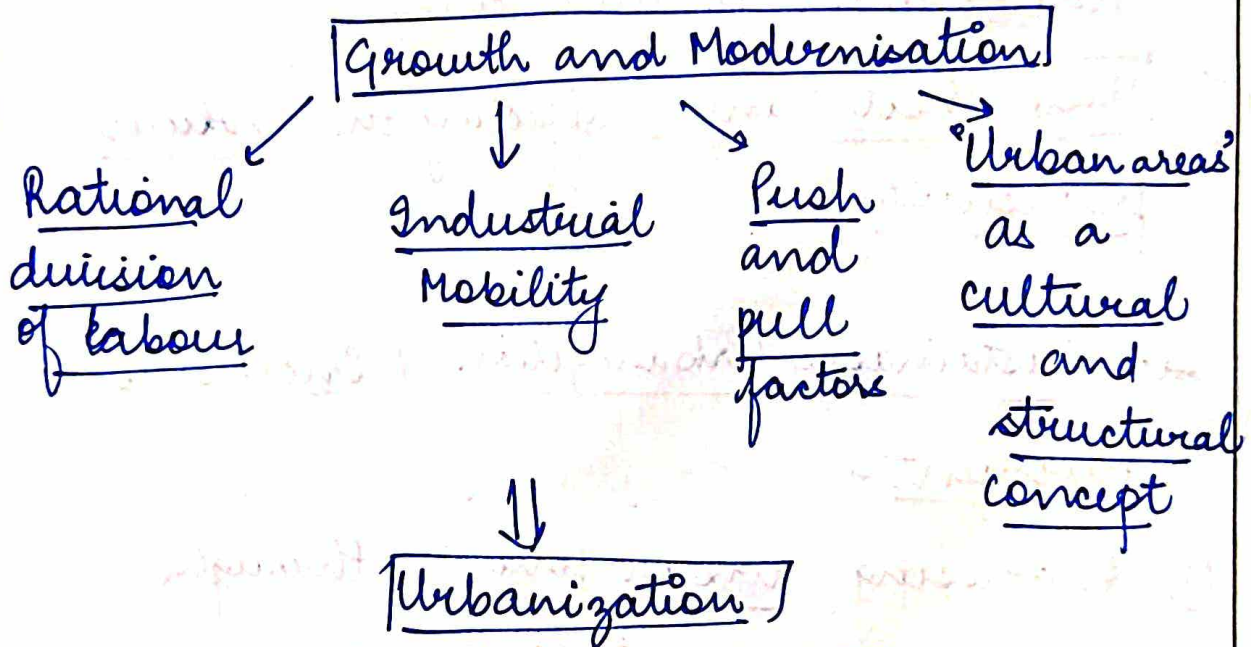 Growth and Modernisation
Rational
division
of labour
Industrial
Mobility
Push
and
pull
factors
'Urban areas'
as a
cultural
and
structural
concept
Urbanization